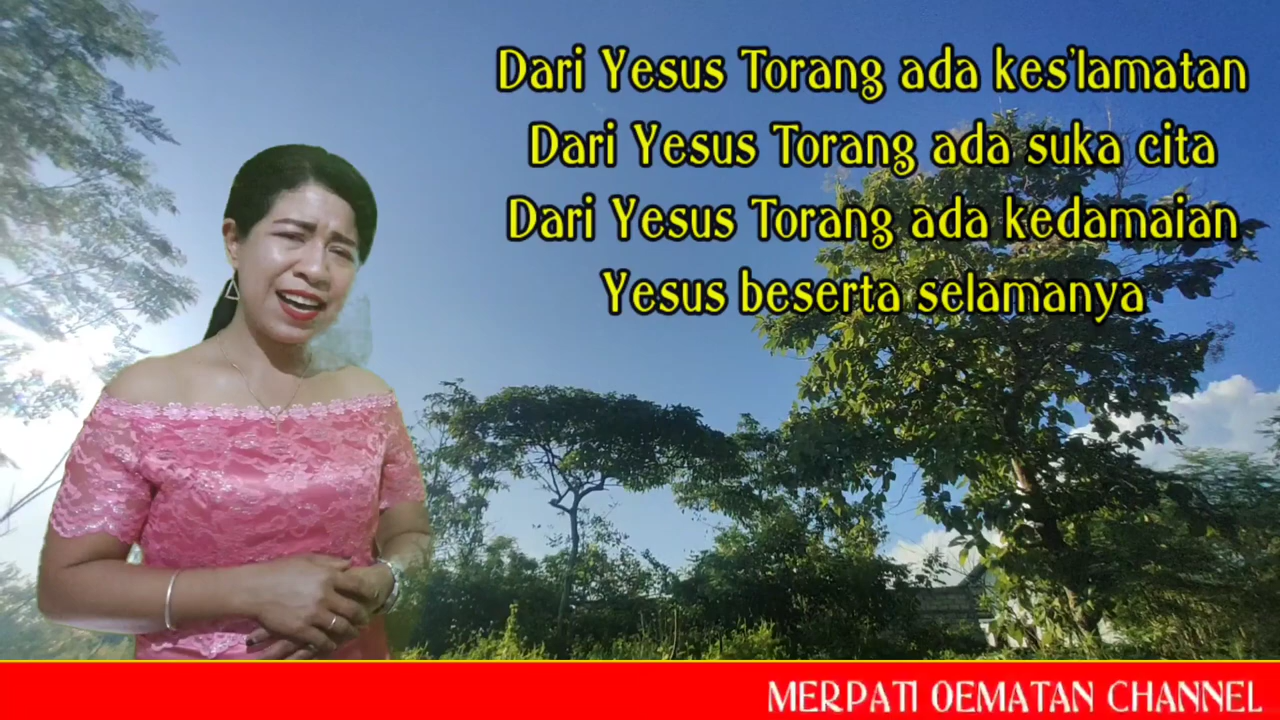 Dari Yesus Torang ada kes'lamatan
Dari Yesus Torang ada suka cita
Dari Yesus Torang ada kedamaian
Yesus beserta selamanya
MERPATI OEMATAN CHANNEL